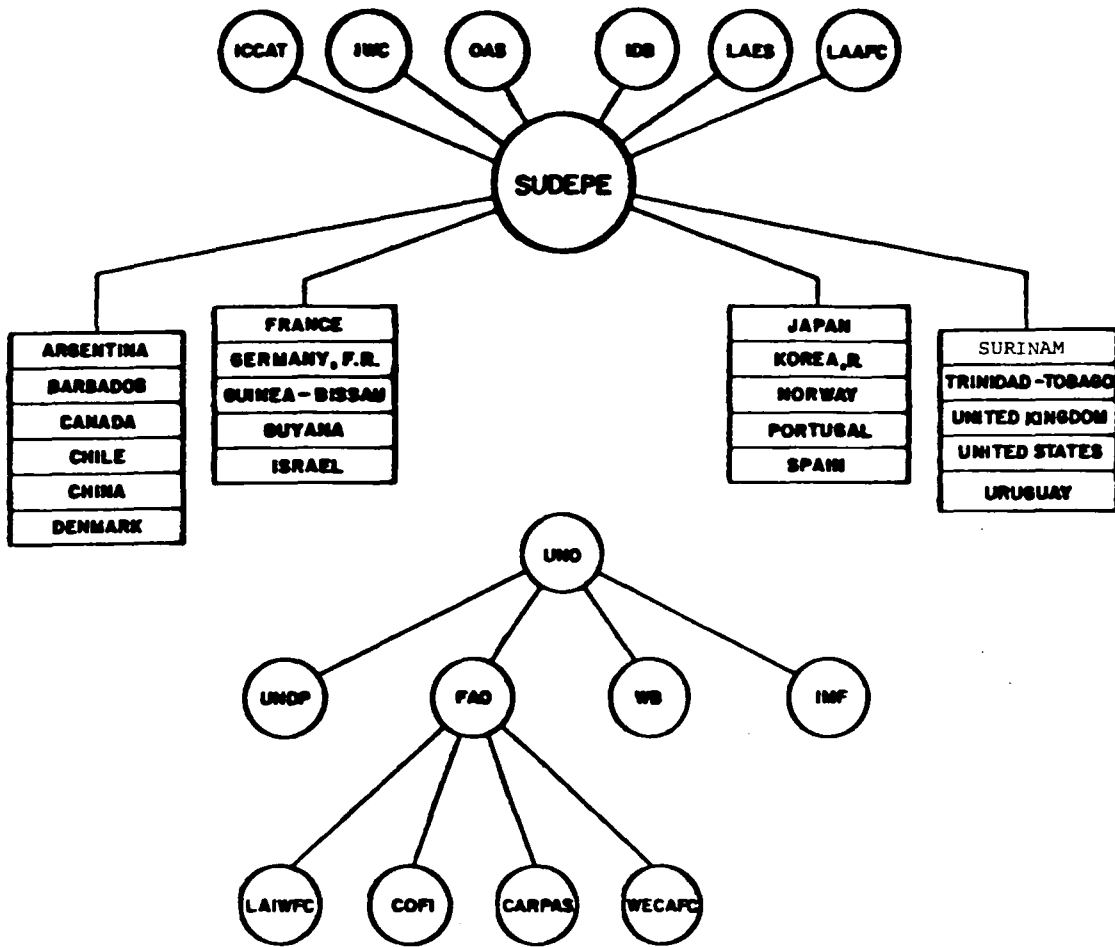 ICCAT
IWC
OAS
IDB
LAES
LAAFC
SUDEPE
ARGENTINA
BARBADOS
CANADA
CHILE
CHINA
DENMARK
FRANCE
GERMANY, F.R.
GUINEA-BISSAU
GUYANA
ISRAEL
JAPAN
KOREA,R.
NORWAY
PORTUGAL
SPAIN
SURINAM
TRINIDAD-TOBAGO
UNITED KINGDOM
UNITED STATES
URUGUAY
UNO
UNDP
FAO
WB
IMF
LAIWFC
COFI
CARPAS
WECAFC